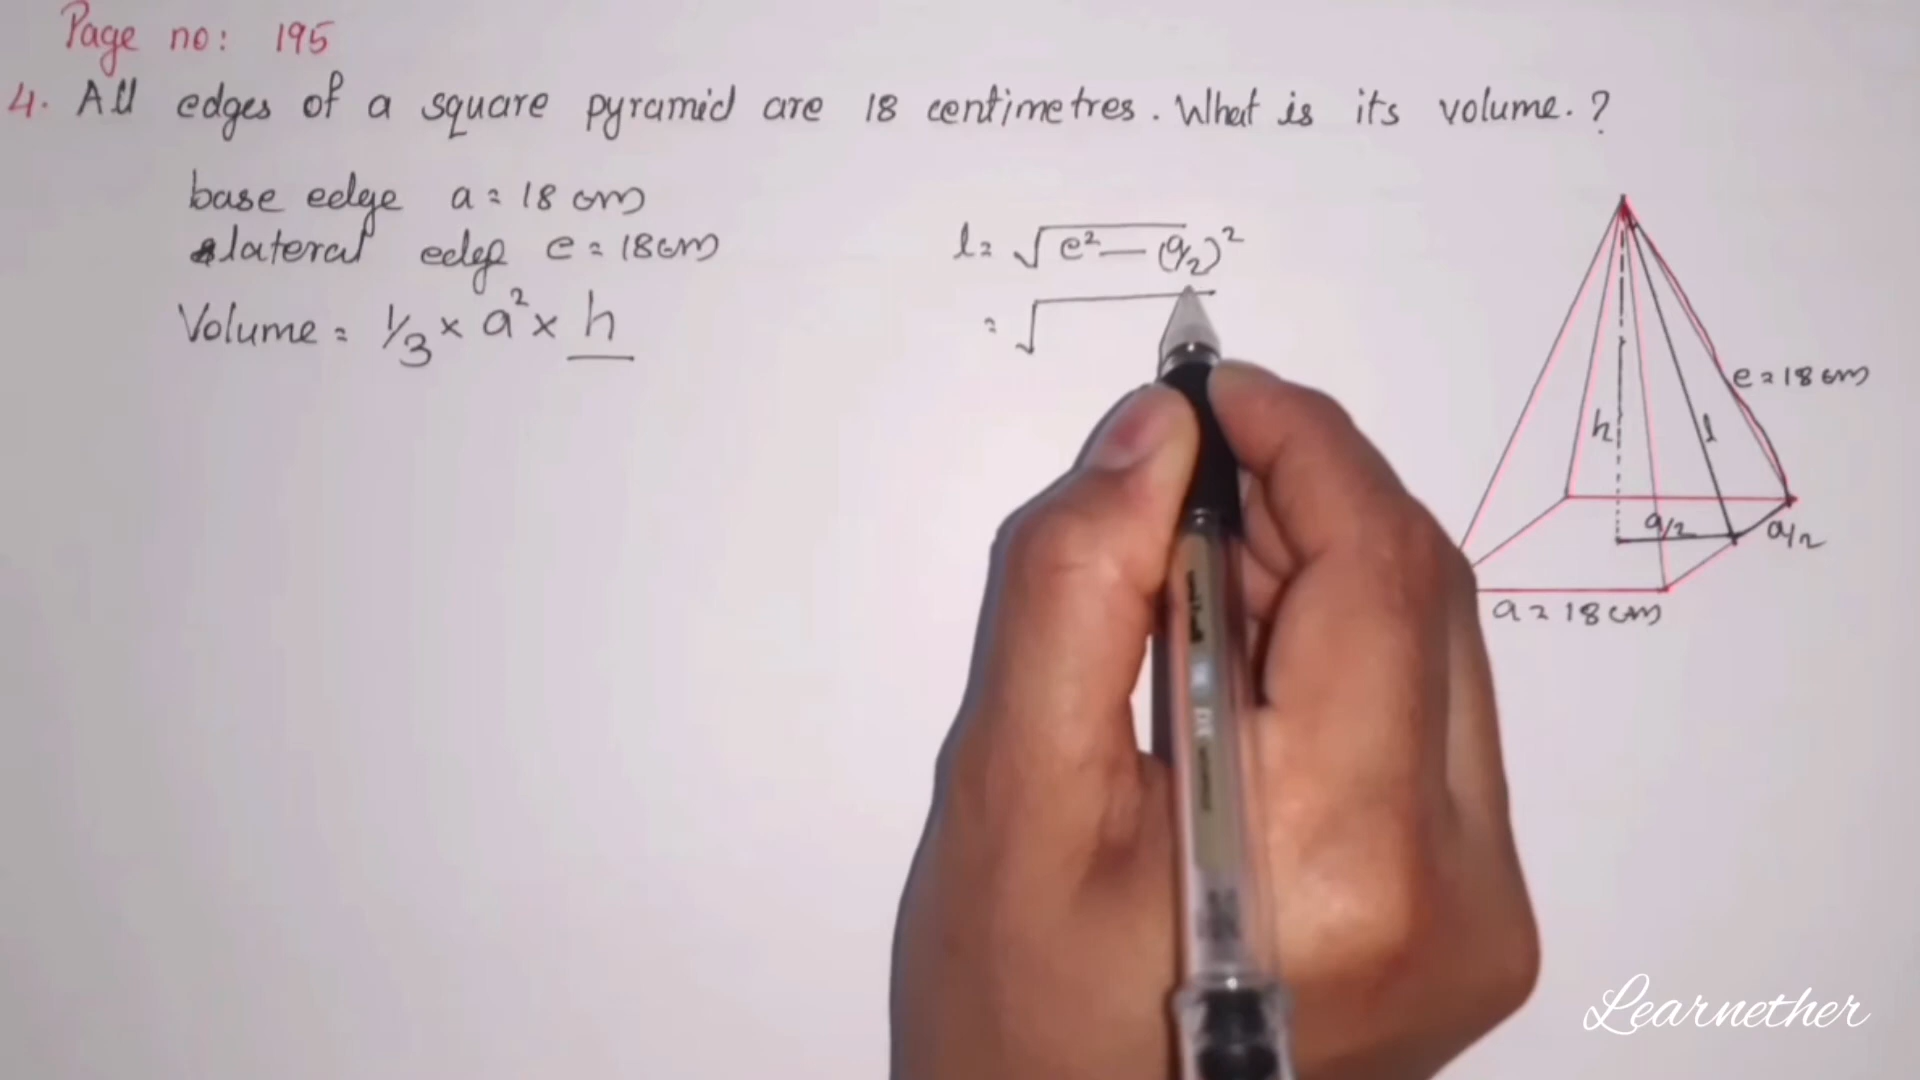 Page no: 195
4. All edges of a square pyramid are 18 centimetres. What is its volume.?
base edge a = 18 cm
lateral edge e = 18cm
Volume = 1/3 × a² × h
l = √e² — (a/2)²
= √
e = 18 cm
h
l
a/2
a/2
a = 18 cm
Learnether